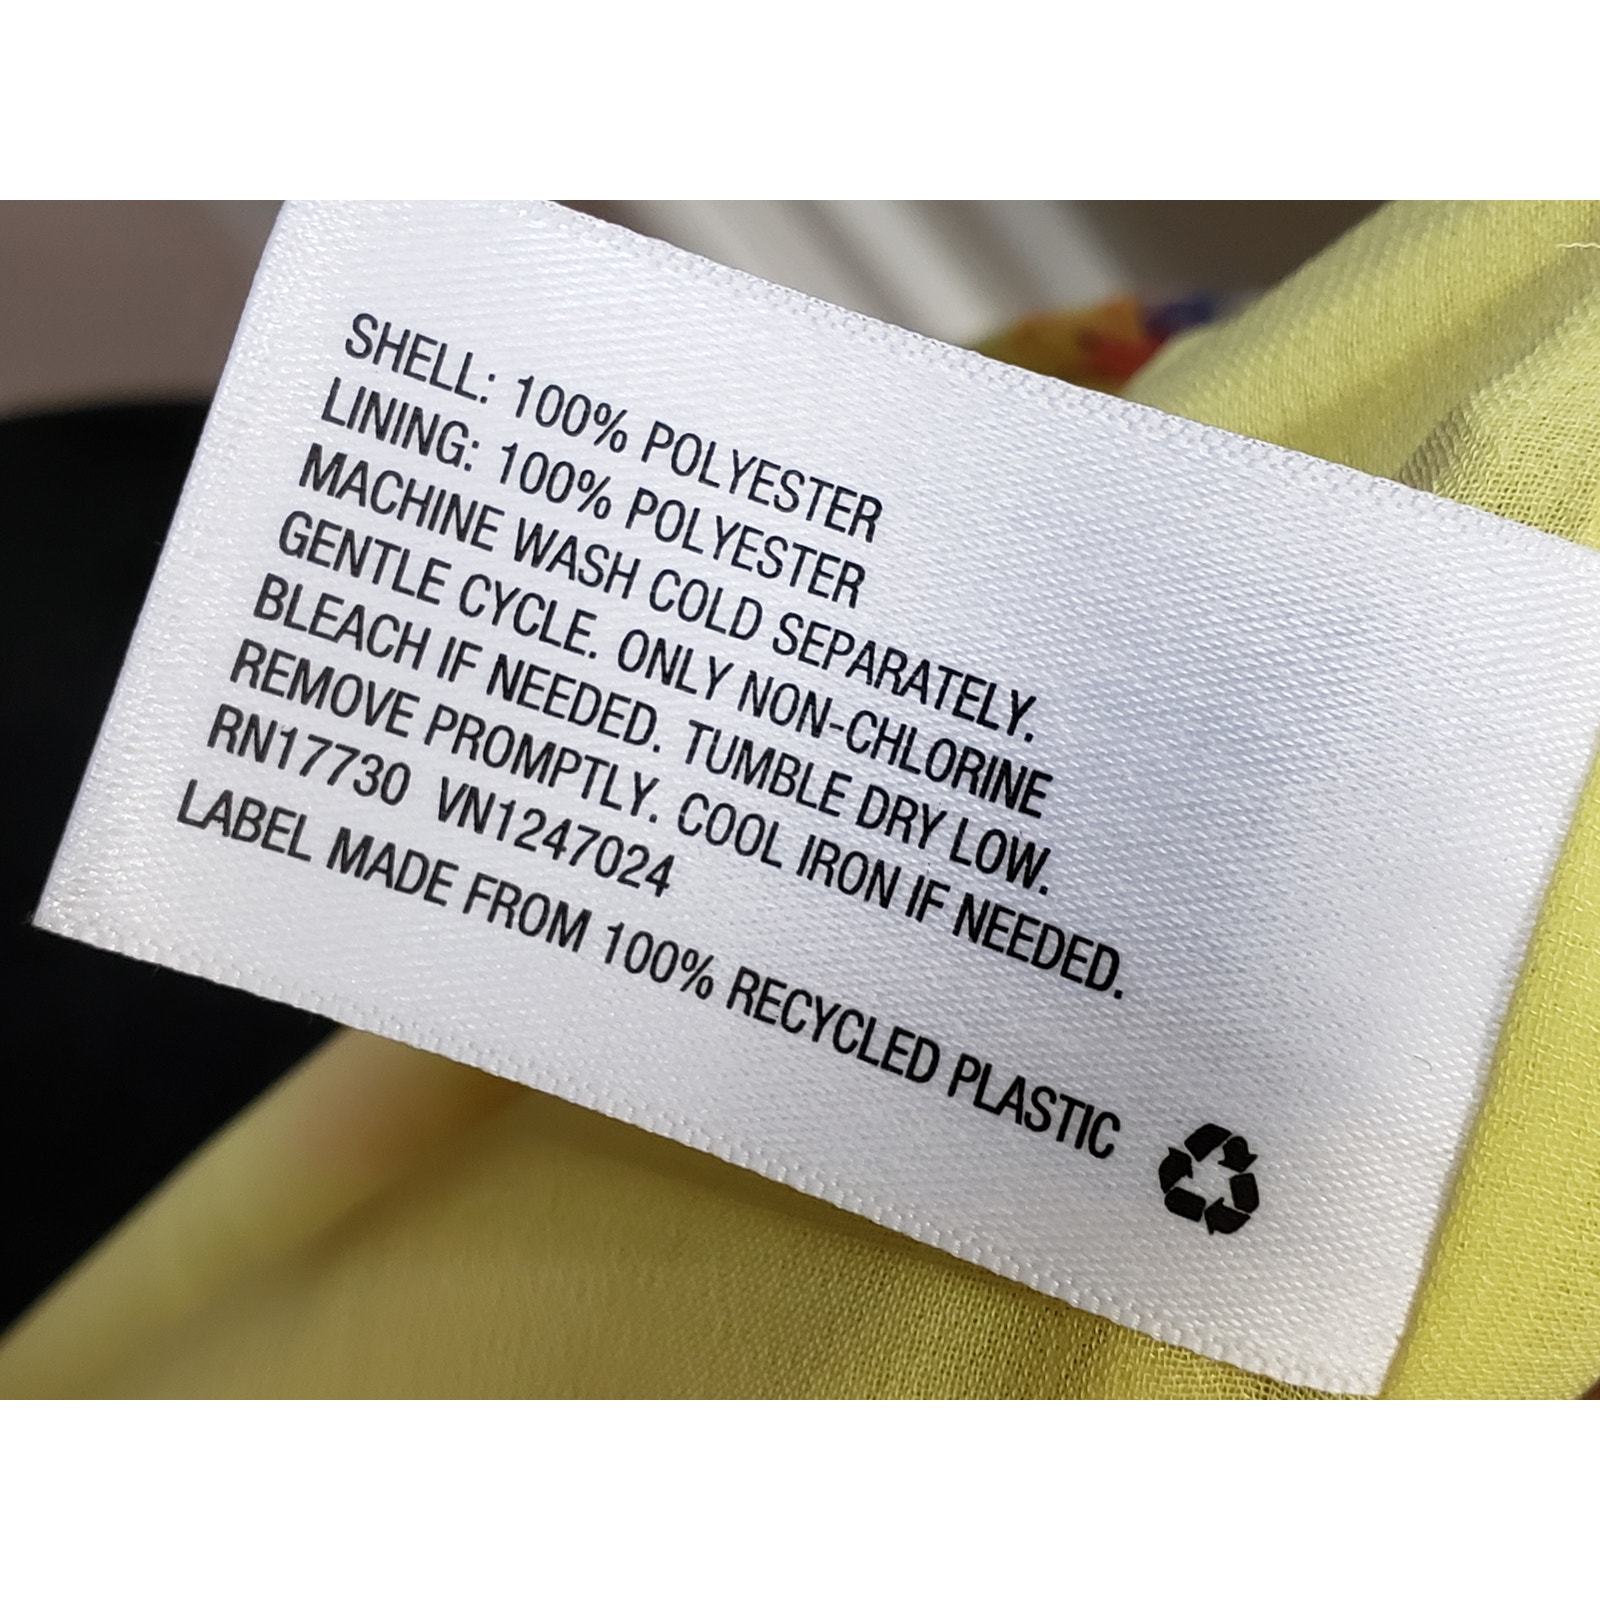 SHELL: 100% POLYESTER
LINING: 100% POLYESTER
MACHINE WASH COLD SEPARATELY.
GENTLE CYCLE. ONLY NON-CHLORINE
BLEACH IF NEEDED. TUMBLE DRY LOW.
REMOVE PROMPTLY. COOL IRON IF NEEDED.
RN17730 VN1247024
LABEL MADE FROM 100% RECYCLED PLASTIC